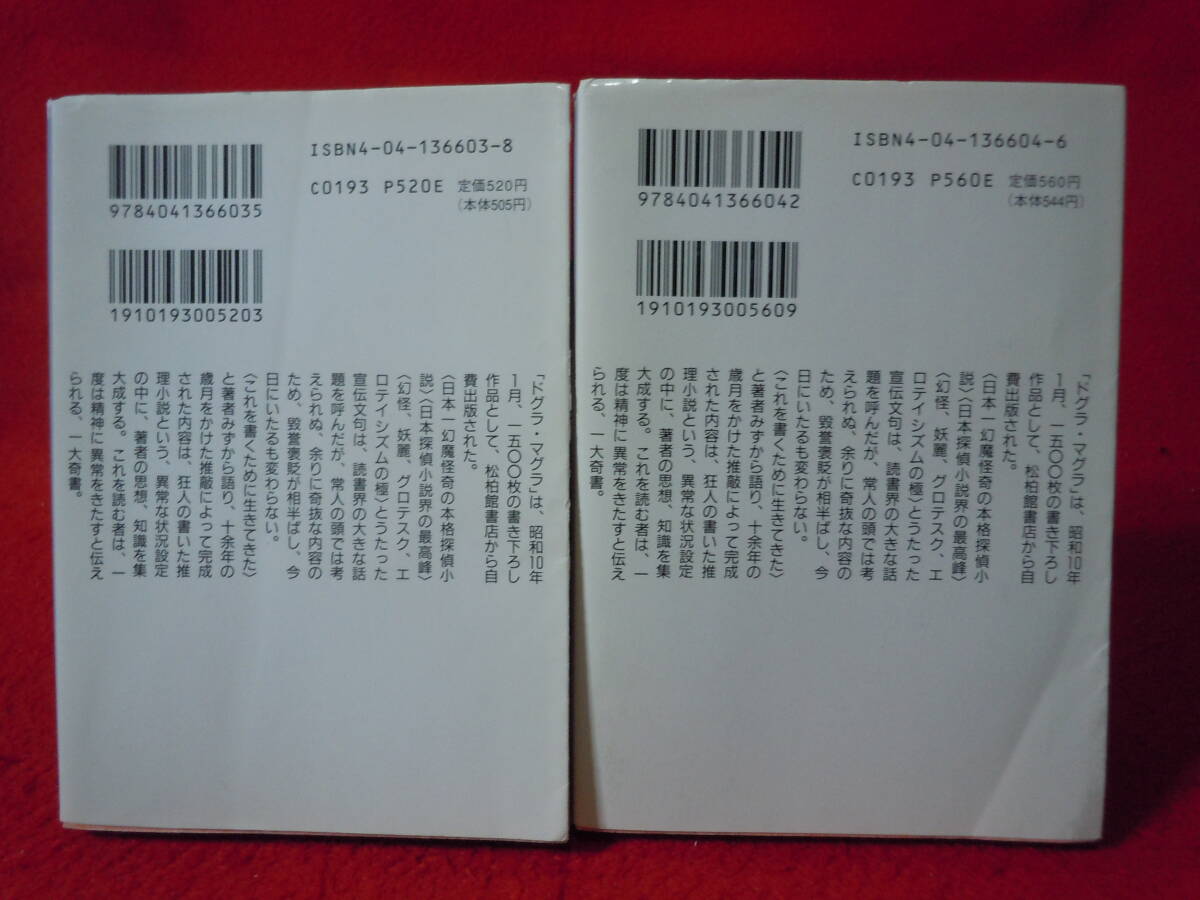 ISBN4-04-136603-8
C0193 P520E 定価520円
(本体505円)
9784041366035
1910193005203
「ドグラ・マグラ」は、昭和10年
1月、一五〇〇枚の書き下ろし
作品として、松柏館書店から自
費出版された。
〈日本一幻魔怪奇の本格探偵小
説〉〈日本探偵小説界の最高峰〉
〈幻怪、妖麗、グロテスク、エ
ロテイシズムの極〉とうたった
宣伝文句は、読書界の大きな話
題を呼んだが、常人の頭では考
えられぬ、余りに奇抜な内容の
ため、毀誉褒貶が相半ばし、今
日にいたるも変わらない。
〈これを書くために生きてきた〉
と著者みずから語り、十余年の
歳月をかけた推敲によって完成
された内容は、狂人の書いた推
理小説という、異常な状況設定
の中に、著者の思想、知識を集
大成する。これを読む者は、一
度は精神に異常をきたすと伝え
られる、一大奇書。
ISBN4-04-136604-6
C0193 P560E 定価560円
(本体544円)
9784041366042
1910193005609
「ドグラ・マグラ」は、昭和10年
1月、一五〇〇枚の書き下ろし
作品として、松柏館書店から自
費出版された。
〈日本一幻魔怪奇の本格探偵小
説〉〈日本探偵小説界の最高峰〉
〈幻怪、妖麗、グロテスク、エ
ロテイシズムの極〉とうたった
宣伝文句は、読書界の大きな話
題を呼んだが、常人の頭では考
えられぬ、余りに奇抜な内容の
ため、毀誉褒貶が相半ばし、今
日にいたるも変わらない。
〈これを書くために生きてきた〉
と著者みずから語り、十余年の
歳月をかけた推敲によって完成
された内容は、狂人の書いた推
理小説という、異常な状況設定
の中に、著者の思想、知識を集
大成する。これを読む者は、一
度は精神に異常をきたすと伝え
られる、一大奇書。